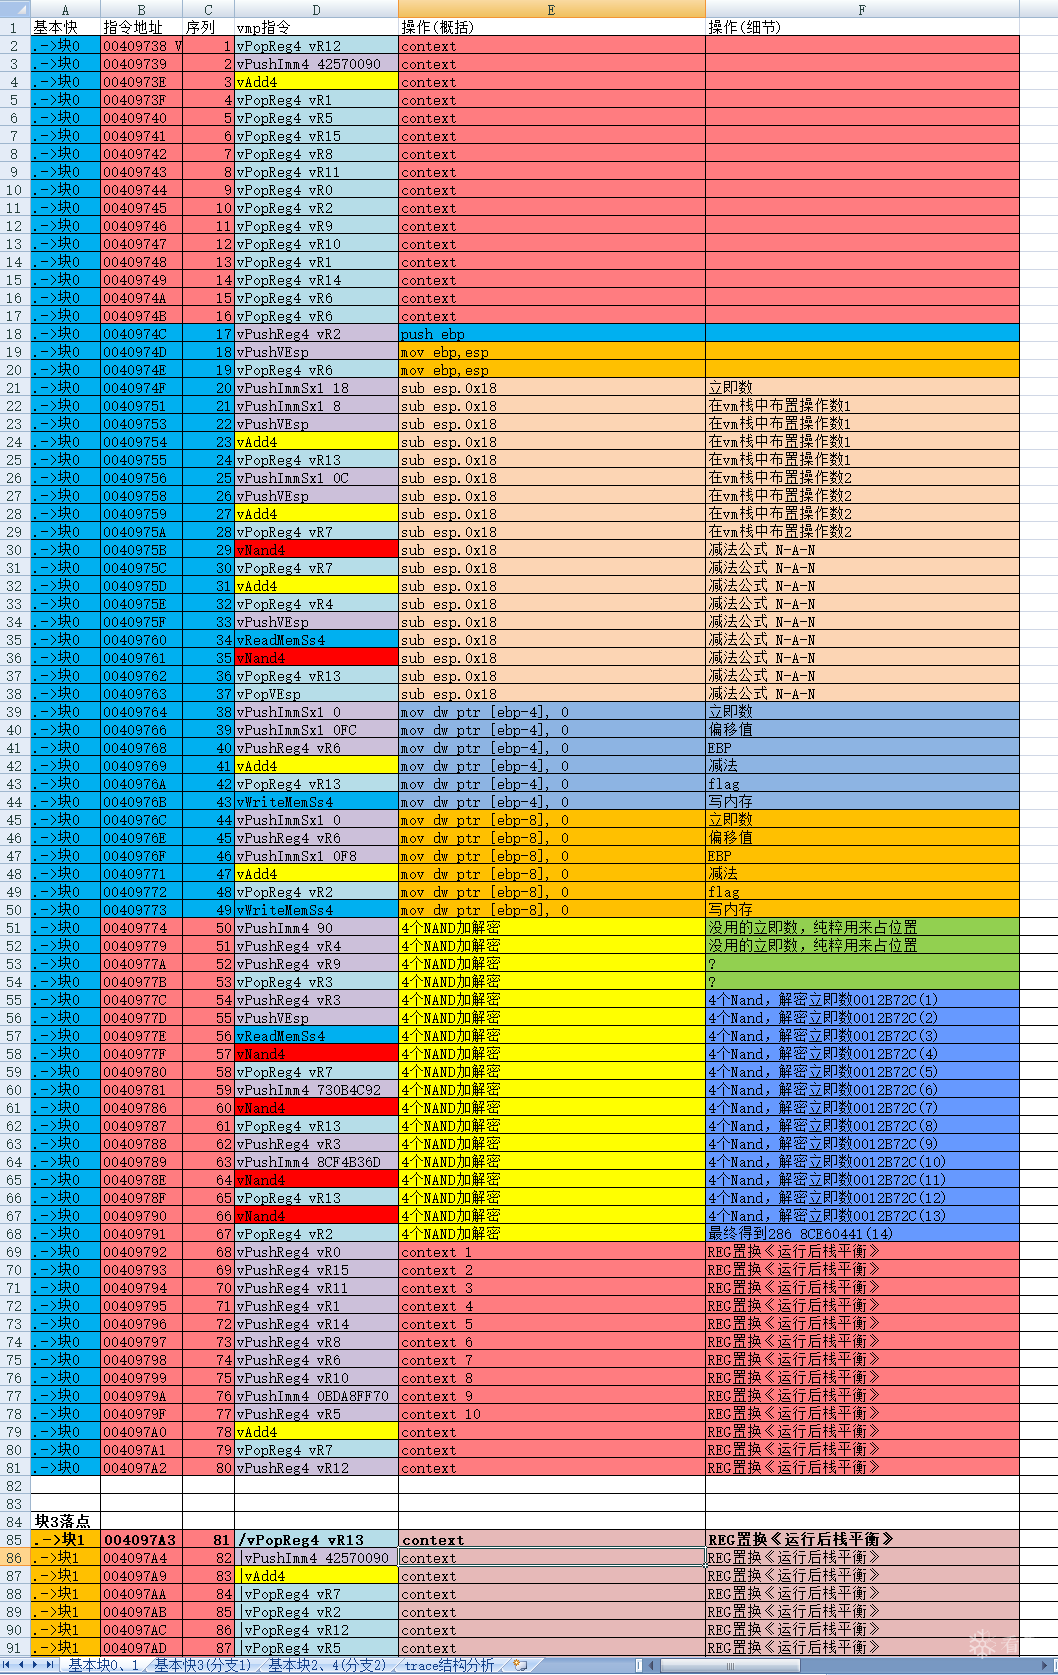 A B C D E F
1 基本快 指令地址 序列 vmp指令 操作(概括) 操作(细节)
2 .->块0 00409738 V 1 vPopReg4 vR12 context
3 .->块0 00409739 2 vPushImm4 42570090 context
4 .->块0 0040973E 3 vAdd4 context
5 .->块0 0040973F 4 vPopReg4 vR1 context
6 .->块0 00409740 5 vPopReg4 vR5 context
7 .->块0 00409741 6 vPopReg4 vR15 context
8 .->块0 00409742 7 vPopReg4 vR8 context
9 .->块0 00409743 8 vPopReg4 vR11 context
10 .->块0 00409744 9 vPopReg4 vR0 context
11 .->块0 00409745 10 vPopReg4 vR2 context
12 .->块0 00409746 11 vPopReg4 vR9 context
13 .->块0 00409747 12 vPopReg4 vR10 context
14 .->块0 00409748 13 vPopReg4 vR1 context
15 .->块0 00409749 14 vPopReg4 vR14 context
16 .->块0 0040974A 15 vPopReg4 vR6 context
17 .->块0 0040974B 16 vPopReg4 vR6 context
18 .->块0 0040974C 17 vPushReg4 vR2 push ebp
19 .->块0 0040974D 18 vPushVEsp mov ebp,esp
20 .->块0 0040974E 19 vPopReg4 vR6 mov ebp,esp
21 .->块0 0040974F 20 vPushImmSx1 18 sub esp.0x18 立即数
22 .->块0 00409751 21 vPushImmSx1 8 sub esp.0x18 在vm栈中布置操作数1
23 .->块0 00409753 22 vPushVEsp sub esp.0x18 在vm栈中布置操作数1
24 .->块0 00409754 23 vAdd4 sub esp.0x18 在vm栈中布置操作数1
25 .->块0 00409755 24 vPopReg4 vR13 sub esp.0x18 在vm栈中布置操作数1
26 .->块0 00409756 25 vPushImmSx1 0C sub esp.0x18 在vm栈中布置操作数2
27 .->块0 00409758 26 vPushVEsp sub esp.0x18 在vm栈中布置操作数2
28 .->块0 00409759 27 vAdd4 sub esp.0x18 在vm栈中布置操作数2
29 .->块0 0040975A 28 vPopReg4 vR7 sub esp.0x18 在vm栈中布置操作数2
30 .->块0 0040975B 29 vNand4 sub esp.0x18 减法公式 N-A-N
31 .->块0 0040975C 30 vPopReg4 vR7 sub esp.0x18 减法公式 N-A-N
32 .->块0 0040975D 31 vAdd4 sub esp.0x18 减法公式 N-A-N
33 .->块0 0040975E 32 vPopReg4 vR4 sub esp.0x18 减法公式 N-A-N
34 .->块0 0040975F 33 vPushVEsp sub esp.0x18 减法公式 N-A-N
35 .->块0 00409760 34 vReadMemSs4 sub esp.0x18 减法公式 N-A-N
36 .->块0 00409761 35 vNand4 sub esp.0x18 减法公式 N-A-N
37 .->块0 00409762 36 vPopReg4 vR13 sub esp.0x18 减法公式 N-A-N
38 .->块0 00409763 37 vPopVEsp sub esp.0x18 减法公式 N-A-N
39 .->块0 00409764 38 vPushImmSx1 0 mov dw ptr [ebp-4], 0 立即数
40 .->块0 00409766 39 vPushImmSx1 0FC mov dw ptr [ebp-4], 0 偏移值
41 .->块0 00409768 40 vPushReg4 vR6 mov dw ptr [ebp-4], 0 EBP
42 .->块0 00409769 41 vAdd4 mov dw ptr [ebp-4], 0 减法
43 .->块0 0040976A 42 vPopReg4 vR13 mov dw ptr [ebp-4], 0 flag
44 .->块0 0040976B 43 vWriteMemSs4 mov dw ptr [ebp-4], 0 写内存
45 .->块0 0040976C 44 vPushImmSx1 0 mov dw ptr [ebp-8], 0 立即数
46 .->块0 0040976E 45 vPushReg4 vR6 mov dw ptr [ebp-8], 0 偏移值
47 .->块0 0040976F 46 vPushImmSx1 0F8 mov dw ptr [ebp-8], 0 EBP
48 .->块0 00409771 47 vAdd4 mov dw ptr [ebp-8], 0 减法
49 .->块0 00409772 48 vPopReg4 vR2 mov dw ptr [ebp-8], 0 flag
50 .->块0 00409773 49 vWriteMemSs4 mov dw ptr [ebp-8], 0 写内存
51 .->块0 00409774 50 vPushImm4 90 4个NAND加解密 没用的立即数，纯粹用来占位置
52 .->块0 00409779 51 vPushReg4 vR4 4个NAND加解密 没用的立即数，纯粹用来占位置
53 .->块0 0040977A 52 vPushReg4 vR9 4个NAND加解密 ?
54 .->块0 0040977B 53 vPopReg4 vR3 4个NAND加解密 ?
55 .->块0 0040977C 54 vPushReg4 vR3 4个NAND加解密 4个Nand，解密立即数0012B72C(1)
56 .->块0 0040977D 55 vPushVEsp 4个NAND加解密 4个Nand，解密立即数0012B72C(2)
57 .->块0 0040977E 56 vReadMemSs4 4个NAND加解密 4个Nand，解密立即数0012B72C(3)
58 .->块0 0040977F 57 vNand4 4个NAND加解密 4个Nand，解密立即数0012B72C(4)
59 .->块0 00409780 58 vPopReg4 vR7 4个NAND加解密 4个Nand，解密立即数0012B72C(5)
60 .->块0 00409781 59 vPushImm4 730B4C92 4个NAND加解密 4个Nand，解密立即数0012B72C(6)
61 .->块0 00409786 60 vNand4 4个NAND加解密 4个Nand，解密立即数0012B72C(7)
62 .->块0 00409787 61 vPopReg4 vR13 4个NAND加解密 4个Nand，解密立即数0012B72C(8)
63 .->块0 00409788 62 vPushReg4 vR3 4个NAND加解密 4个Nand，解密立即数0012B72C(9)
64 .->块0 00409789 63 vPushImm4 8CF4B36D 4个NAND加解密 4个Nand，解密立即数0012B72C(10)
65 .->块0 0040978E 64 vNand4 4个NAND加解密 4个Nand，解密立即数0012B72C(11)
66 .->块0 0040978F 65 vPopReg4 vR13 4个NAND加解密 4个Nand，解密立即数0012B72C(12)
67 .->块0 00409790 66 vNand4 4个NAND加解密 4个Nand，解密立即数0012B72C(13)
68 .->块0 00409791 67 vPopReg4 vR2 4个NAND加解密 最终得到286 8CE60441(14)
69 .->块0 00409792 68 vPushReg4 vR0 context 1 REG置换《运行后栈平衡》
70 .->块0 00409793 69 vPushReg4 vR15 context 2 REG置换《运行后栈平衡》
71 .->块0 00409794 70 vPushReg4 vR11 context 3 REG置换《运行后栈平衡》
72 .->块0 00409795 71 vPushReg4 vR1 context 4 REG置换《运行后栈平衡》
73 .->块0 00409796 72 vPushReg4 vR14 context 5 REG置换《运行后栈平衡》
74 .->块0 00409797 73 vPushReg4 vR8 context 6 REG置换《运行后栈平衡》
75 .->块0 00409798 74 vPushReg4 vR6 context 7 REG置换《运行后栈平衡》
76 .->块0 00409799 75 vPushReg4 vR10 context 8 REG置换《运行后栈平衡》
77 .->块0 0040979A 76 vPushImm4 0BDA8FF70 context 9 REG置换《运行后栈平衡》
78 .->块0 0040979F 77 vPushReg4 vR5 context 10 REG置换《运行后栈平衡》
79 .->块0 004097A0 78 vAdd4 context REG置换《运行后栈平衡》
80 .->块0 004097A1 79 vPopReg4 vR7 context REG置换《运行后栈平衡》
81 .->块0 004097A2 80 vPushReg4 vR12 context REG置换《运行后栈平衡》
82
83
84 块3落点
85 .->块1 004097A3 81 /vPopReg4 vR13 context REG置换《运行后栈平衡》
86 .->块1 004097A4 82 |vPushImm4 42570090 context REG置换《运行后栈平衡》
87 .->块1 004097A9 83 |vAdd4 context REG置换《运行后栈平衡》
88 .->块1 004097AA 84 |vPopReg4 vR7 context REG置换《运行后栈平衡》
89 .->块1 004097AB 85 |vPopReg4 vR2 context REG置换《运行后栈平衡》
90 .->块1 004097AC 86 |vPopReg4 vR12 context REG置换《运行后栈平衡》
91 .->块1 004097AD 87 |vPopReg4 vR5 context REG置换《运行后栈平衡》
基本块0、1 基本快3(分支1) 基本块2、4(分支2) trace结构分析